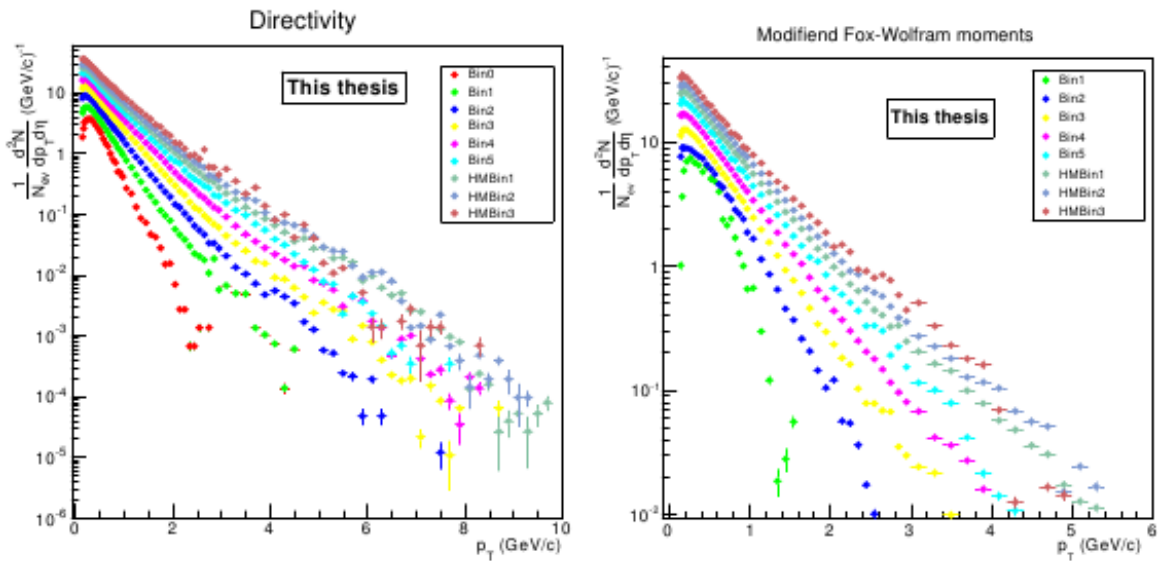 Directivity
This thesis
Bin0
Bin1
Bin2
Bin3
Bin4
Bin5
HMBin1
HMBin2
HMBin3
1/N_ev d²N/dp_T dη (GeV/c)⁻¹
10
1
10⁻¹
10⁻²
10⁻³
10⁻⁴
10⁻⁵
10⁻⁶
0 2 4 6 8 10
p_T (GeV/c)
Modifiend Fox-Wolfram moments
This thesis
Bin1
Bin2
Bin3
Bin4
Bin5
HMBin1
HMBin2
HMBin3
1/N_ev d²N/dp_T dη (GeV/c)⁻¹
10
1
10⁻¹
10⁻²
0 1 2 3 4 5 6
p_T (GeV/c)